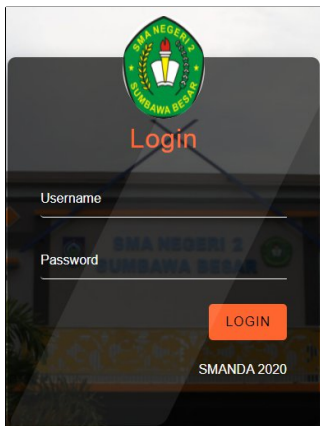 SMA NEGERI 2
SUMBAWA BESAR
Login
Username
SMA NEGERI 2
SUMBAWA BESAR
Password
LOGIN
SMANDA 2020